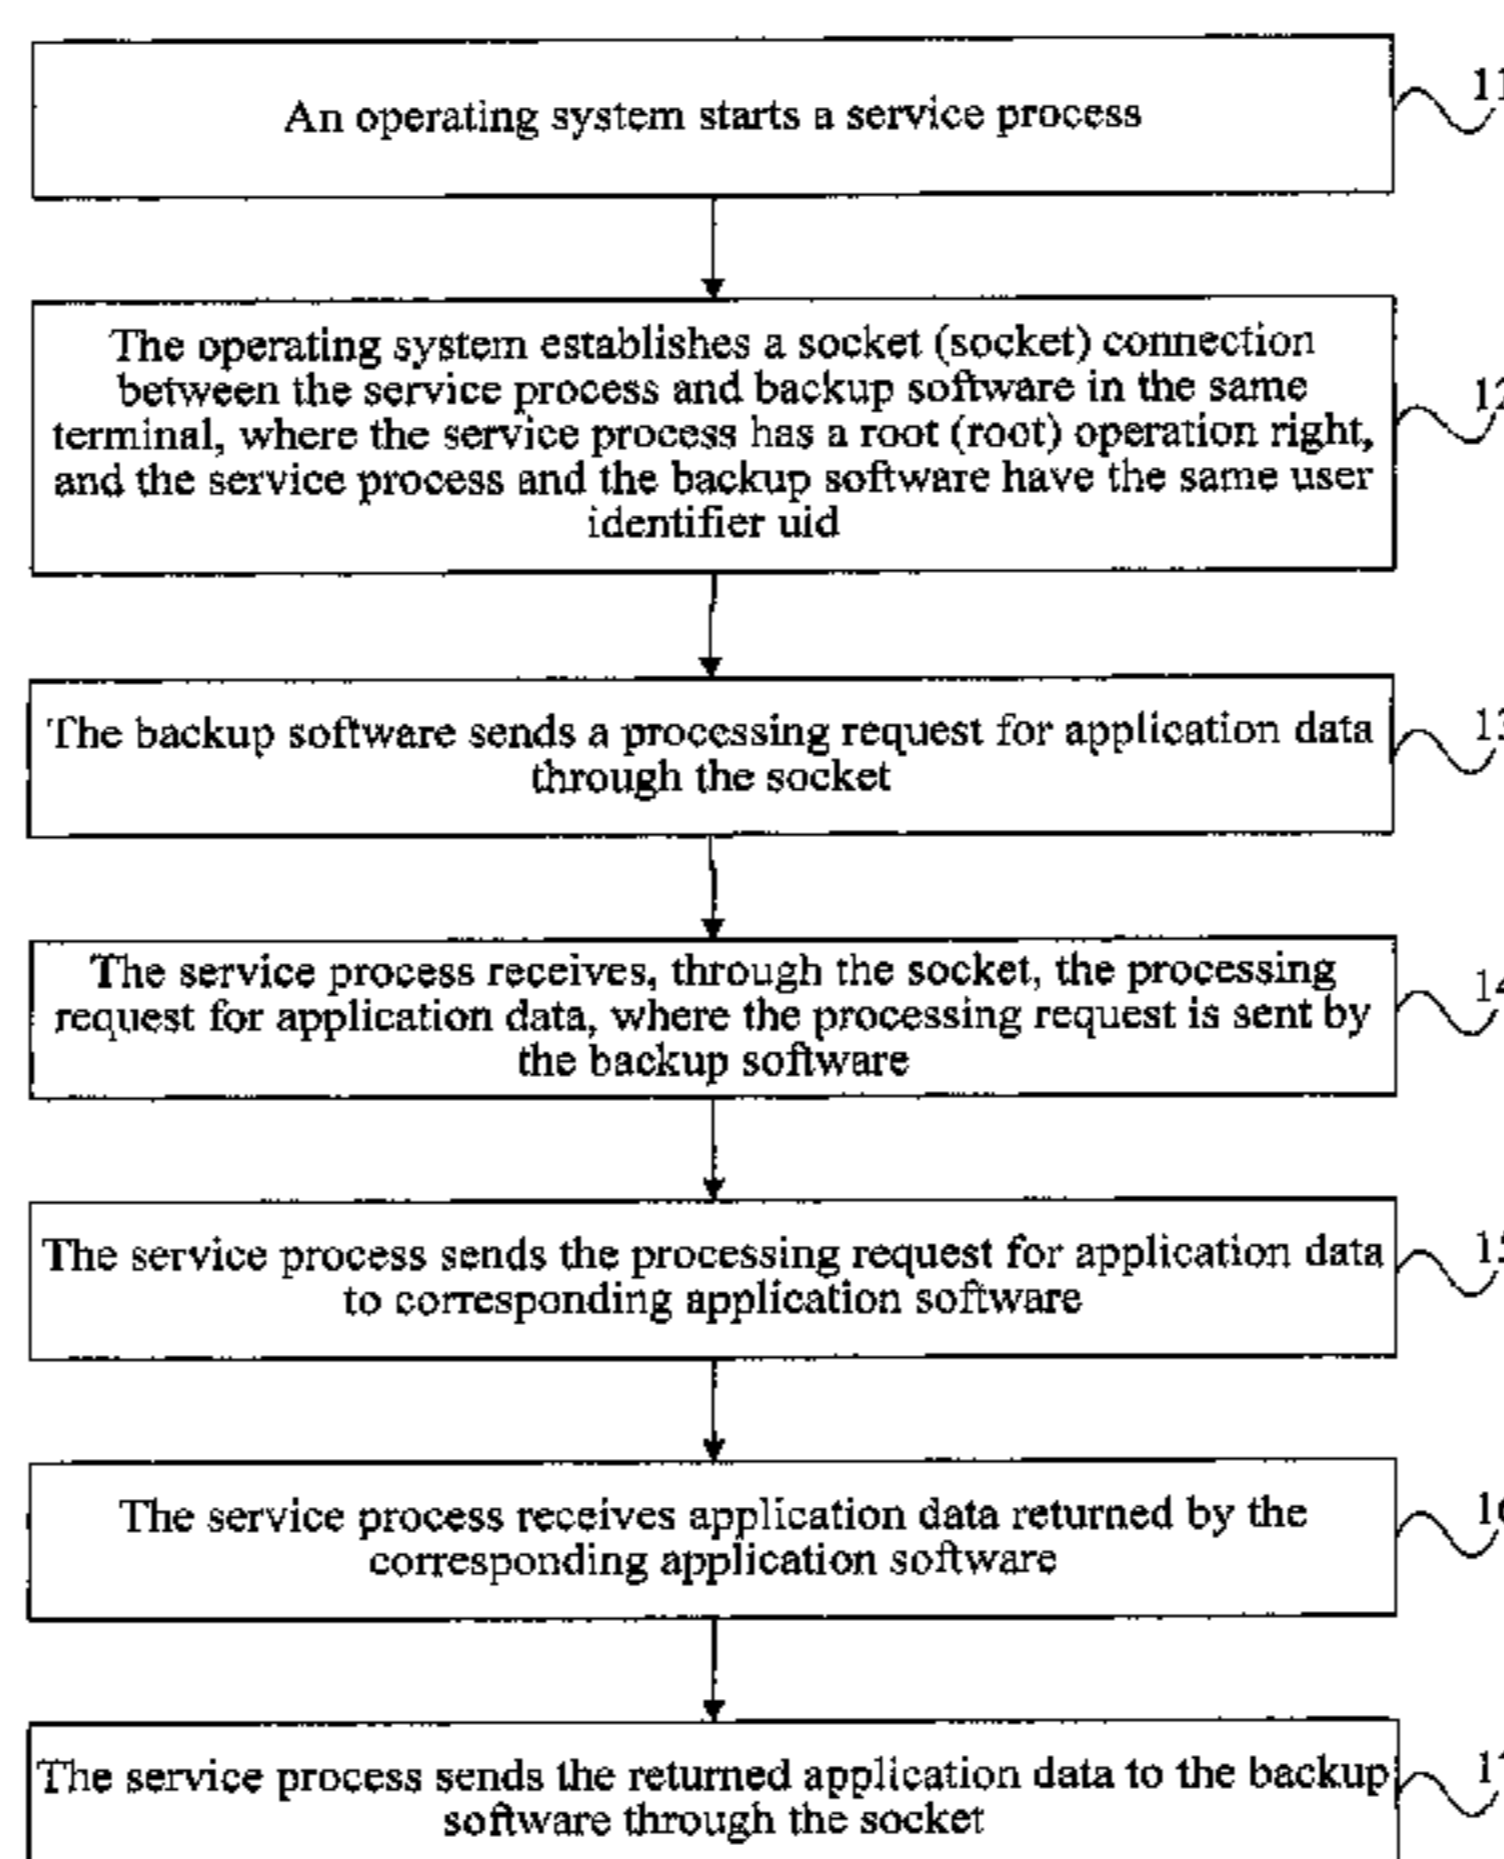 An operating system starts a service process
11
The operating system establishes a socket (socket) connection
between the service process and backup software in the same
terminal, where the service process has a root (root) operation right,
and the service process and the backup software have the same user
identifier uid
12
The backup software sends a processing request for application data
through the socket
13
The service process receives, through the socket, the processing
request for application data, where the processing request is sent by
the backup software
14
The service process sends the processing request for application data
to corresponding application software
15
The service process receives application data returned by the
corresponding application software
16
The service process sends the returned application data to the backup
software through the socket